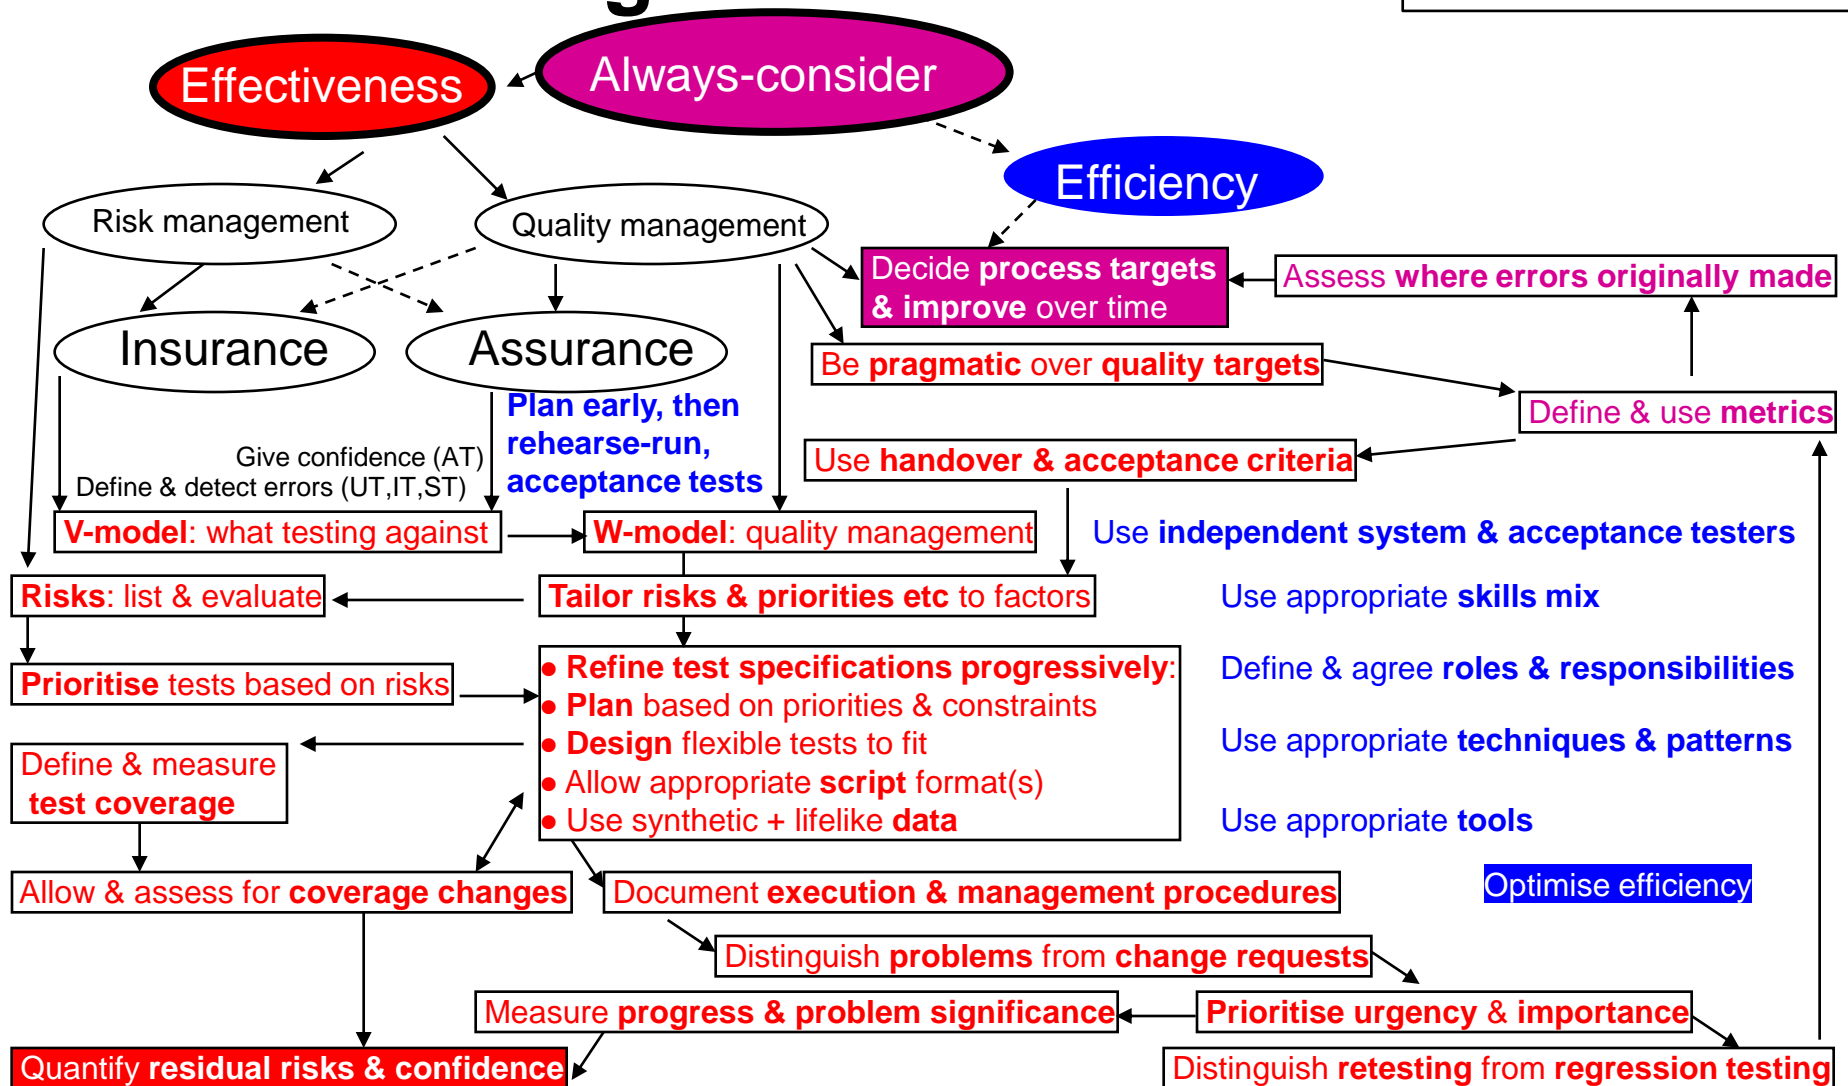 Effectiveness
Always-consider
Efficiency
Risk management
Quality management
Decide process targets
& improve over time
Assess where errors originally made
Insurance
Assurance
Be pragmatic over quality targets
Define & use metrics
Plan early, then
rehearse-run,
acceptance tests
Give confidence (AT)
Define & detect errors (UT,IT,ST)
Use handover & acceptance criteria
V-model: what testing against
W-model: quality management
Use independent system & acceptance testers
Risks: list & evaluate
Tailor risks & priorities etc to factors
Use appropriate skills mix
Prioritise tests based on risks
● Refine test specifications progressively:
● Plan based on priorities & constraints
● Design flexible tests to fit
● Allow appropriate script format(s)
● Use synthetic + lifelike data
Define & agree roles & responsibilities
Use appropriate techniques & patterns
Define & measure
test coverage
Use appropriate tools
Allow & assess for coverage changes
Document execution & management procedures
Optimise efficiency
Distinguish problems from change requests
Measure progress & problem significance
Prioritise urgency & importance
Quantify residual risks & confidence
Distinguish retesting from regression testing